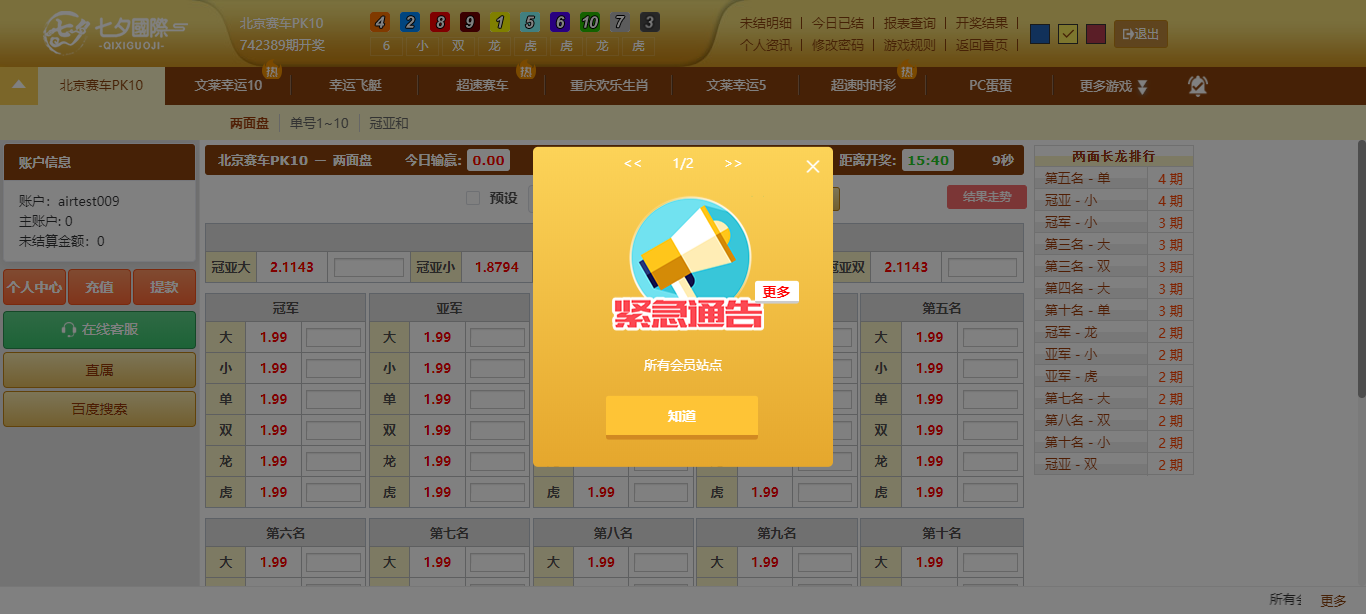 七夕 七夕國際
-QIXIGUOJI-
北京赛车PK10
742389期开奖
4 2 8 9 1 5 6 10 7 3
6 小 双 龙 虎 虎 龙 虎
未结明细 | 今日已结 | 报表查询 | 开奖结果 |
个人资讯 | 修改密码 | 游戏规则 | 返回首页 |
退出
北京赛车PK10 文莱幸运10 热 幸运飞艇 超速赛车 热 重庆欢乐生肖 文莱幸运5 超速时时彩 热 PC蛋蛋 更多游戏
两面盘 单号1~10 冠亚和
账户信息
账户: airtest009
主账户: 0
未结算金额: 0
个人中心 充值 提款
在线客服
直属
百度搜索
北京赛车PK10 — 两面盘 今日输赢: 0.00 距离开奖: 15:40 9秒
预设 结果走势
冠亚大 2.1143 冠亚小 1.8794 冠亚双 2.1143
冠军 亚军 第五名
大 1.99 大 1.99 大 1.99
小 1.99 小 1.99 小 1.99
单 1.99 单 1.99 单 1.99
双 1.99 双 1.99 双 1.99
龙 1.99 龙 1.99 龙 1.99
虎 1.99 虎 1.99 虎 1.99 虎 1.99 虎 1.99
第六名 第七名 第八名 第九名 第十名
大 1.99 大 1.99 大 1.99 大 1.99 大 1.99
<< 1/2 >>
更多
紧急通告
所有会员站点
知道
两面长龙排行
第五名 - 单 4 期
冠亚 - 小 4 期
冠军 - 小 3 期
第三名 - 大 3 期
第三名 - 双 3 期
第四名 - 大 3 期
第十名 - 单 3 期
冠军 - 龙 2 期
亚军 - 小 2 期
亚军 - 虎 2 期
第七名 - 大 2 期
第八名 - 双 2 期
第十名 - 小 2 期
冠亚 - 双 2 期
所有 更多